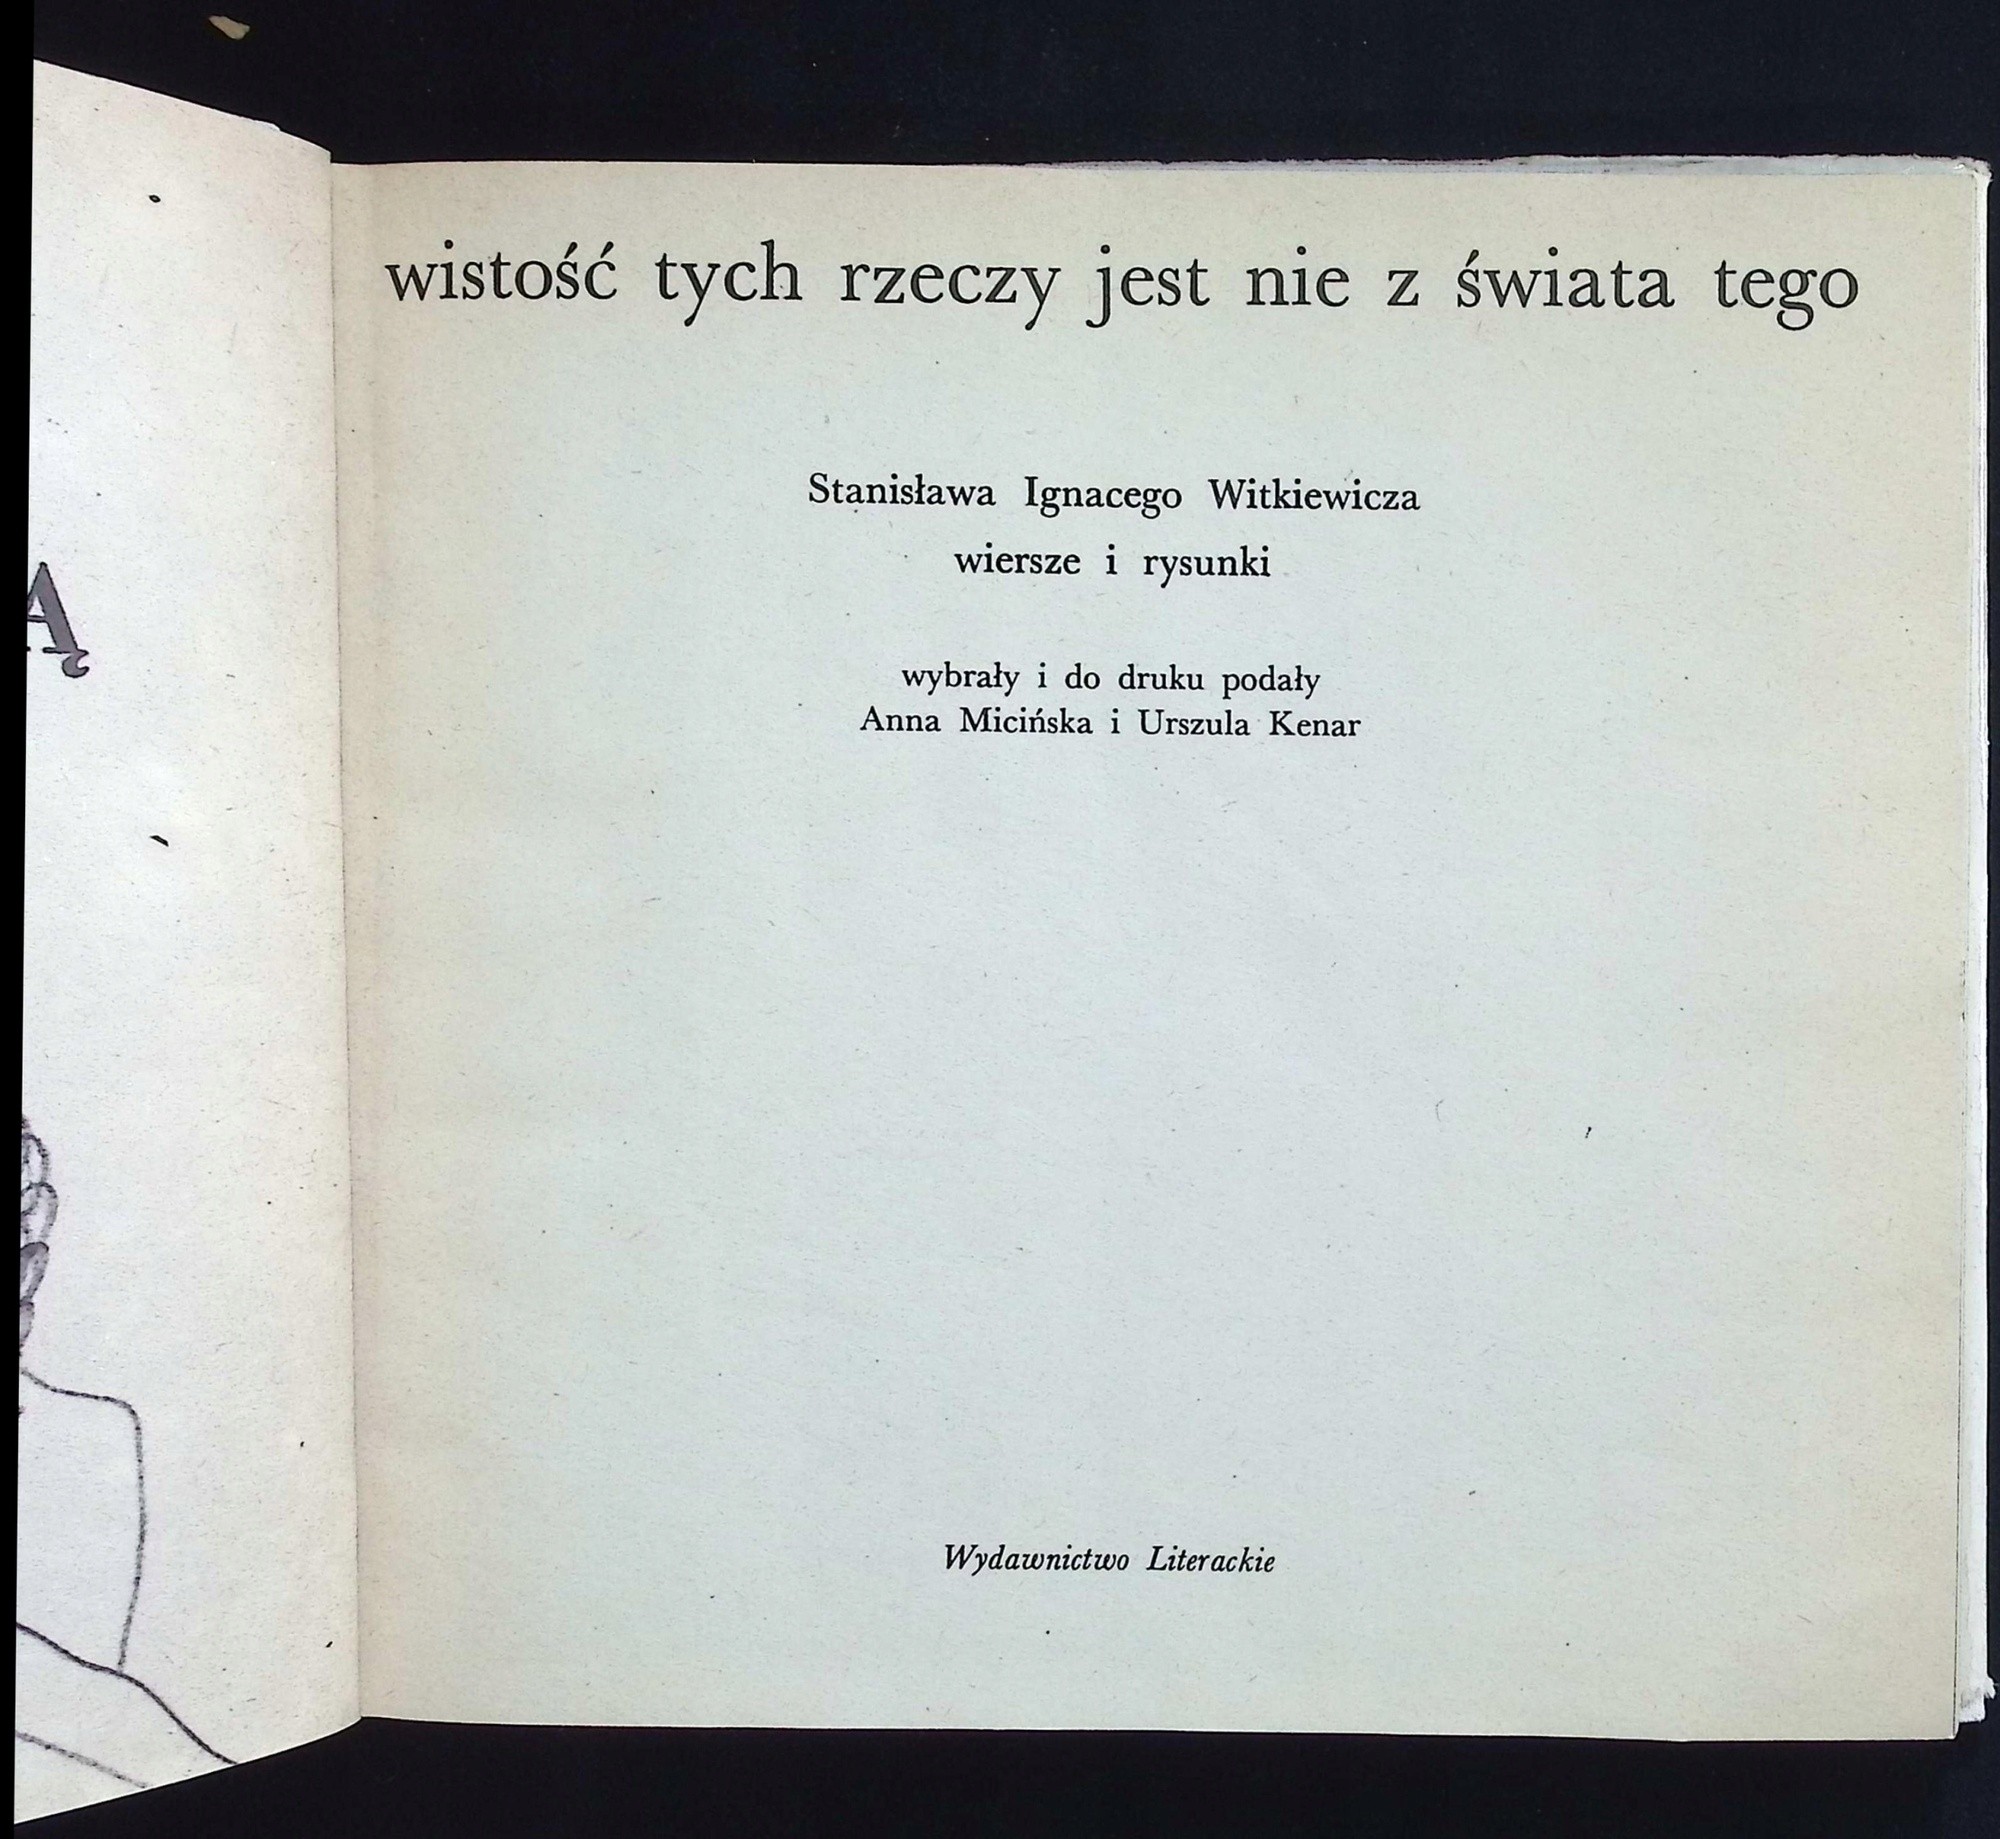 Ą
wistość tych rzeczy jest nie z świata tego
Stanisława Ignacego Witkiewicza
wiersze i rysunki
wybrały i do druku podały
Anna Micińska i Urszula Kenar
Wydawnictwo Literackie